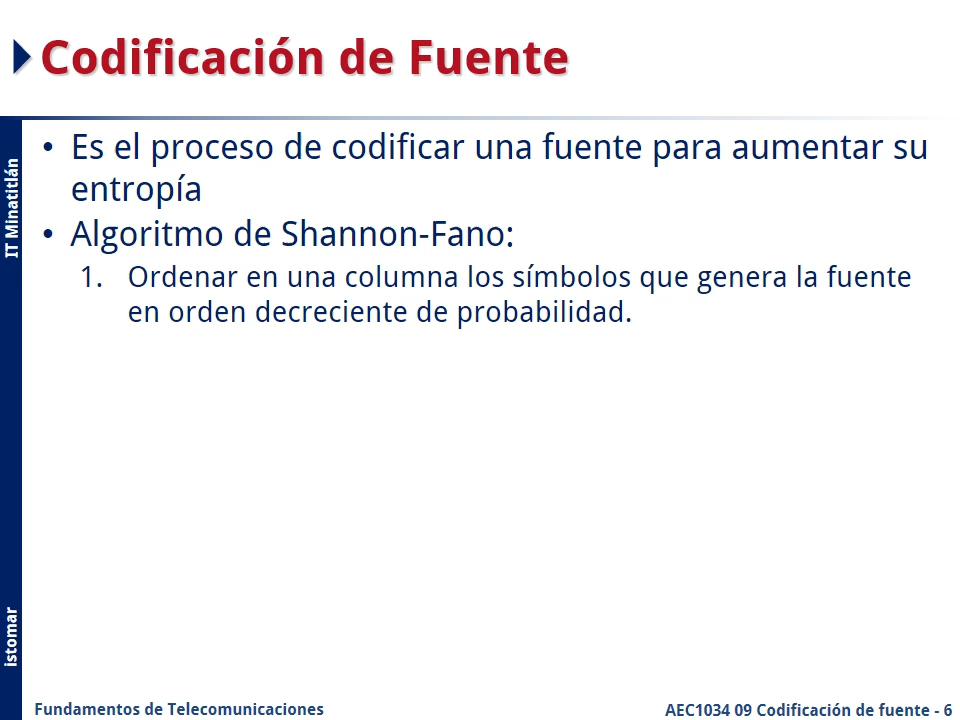 Codificación de Fuente
• Es el proceso de codificar una fuente para aumentar su
entropía
• Algoritmo de Shannon-Fano:
1. Ordenar en una columna los símbolos que genera la fuente
en orden decreciente de probabilidad.
IT Minatitlán
istomar
Fundamentos de Telecomunicaciones
AEC1034 09 Codificación de fuente - 6